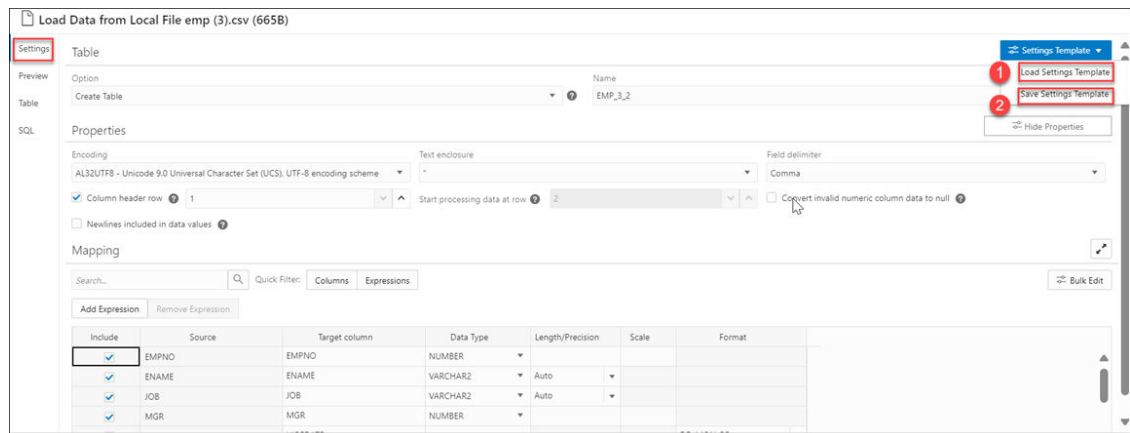 Load Data from Local File emp (3).csv (665B)
Settings
Preview
Table
SQL
Table
Settings Template
1 Load Settings Template
2 Save Settings Template
Option
Create Table
Name
EMP_3_2
Properties
Hide Properties
Encoding
AL32UTF8 - Unicode 9.0 Universal Character Set (UCS), UTF-8 encoding scheme
Text enclosure
"
Field delimiter
Comma
Column header row ? 1
Start processing data at row ? 2
Convert invalid numeric column data to null ?
Newlines included in data values ?
Mapping
Search...
Quick Filter: Columns Expressions
Bulk Edit
Add Expression Remove Expression
Include Source Target column Data Type Length/Precision Scale Format
EMPNO EMPNO NUMBER
ENAME ENAME VARCHAR2 Auto
JOB JOB VARCHAR2 Auto
MGR MGR NUMBER